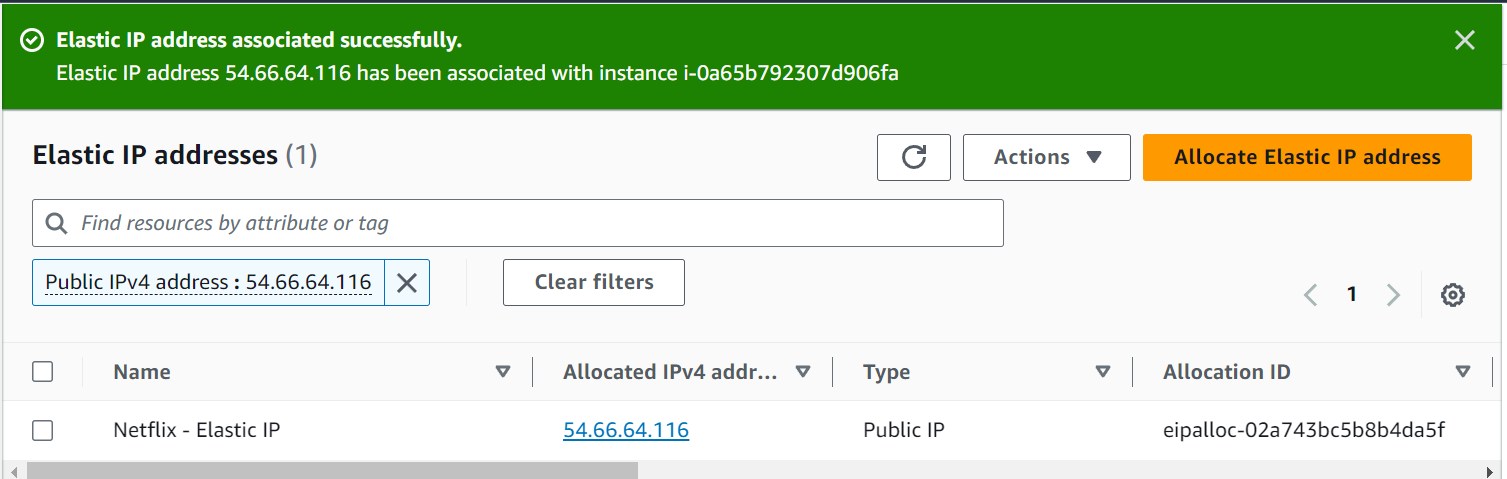 Elastic IP address associated successfully.
Elastic IP address 54.66.64.116 has been associated with instance i-0a65b792307d906fa
Elastic IP addresses (1)
Actions
Allocate Elastic IP address
Find resources by attribute or tag
Public IPv4 address : 54.66.64.116
Clear filters
1
Name Allocated IPv4 addr... Type Allocation ID
Netflix - Elastic IP 54.66.64.116 Public IP eipalloc-02a743bc5b8b4da5f